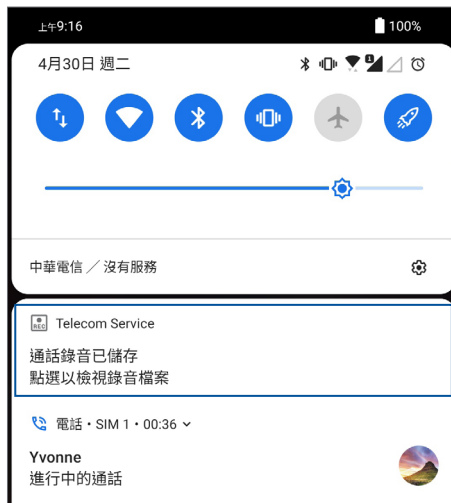 上午9:16 100%
4月30日 週二
中華電信／沒有服務
REC Telecom Service
通話錄音已儲存
點選以檢視錄音檔案
電話・SIM 1・00:36
Yvonne
進行中的通話